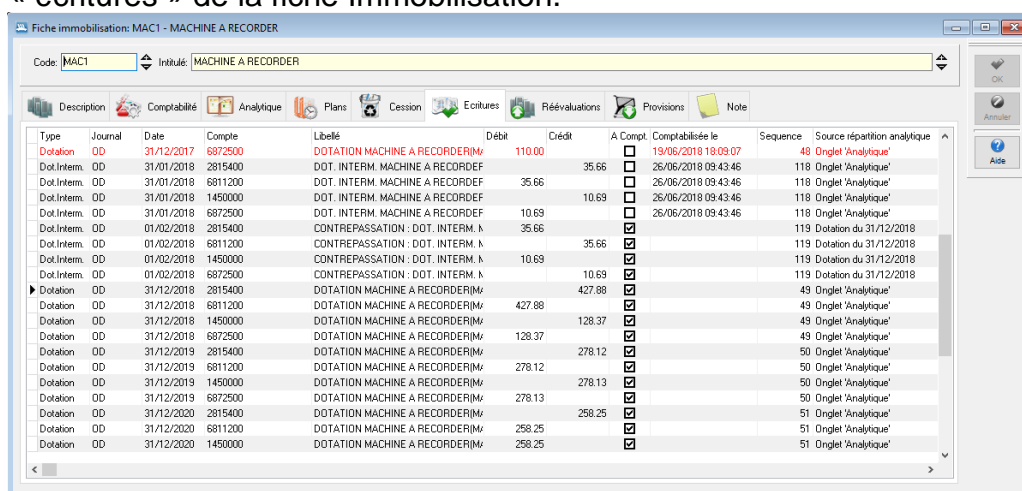 « écritures » de la fiche immobilisation.
Fiche immobilisation: MAC1 - MACHINE A RECORDER
Code: MAC1 Intitulé: MACHINE A RECORDER
OK
Description Comptabilité Analytique Plans Cession Ecritures Réévaluations Provisions Note
Annuler
Type Journal Date Compte Libellé Débit Crédit A Compt. Comptabilisée le Sequence Source répartition analytique
Dotation OD 31/12/2017 6872500 DOTATION MACHINE A RECORDER(MA 110.00 19/06/2018 18:09:07 48 Onglet 'Analytique'
Aide
Dot.Interm. OD 31/01/2018 2815400 DOT. INTERM. MACHINE A RECORDEF 35.66 26/06/2018 09:43:46 118 Onglet 'Analytique'
Dot.Interm. OD 31/01/2018 6811200 DOT. INTERM. MACHINE A RECORDEF 35.66 26/06/2018 09:43:46 118 Onglet 'Analytique'
Dot.Interm. OD 31/01/2018 1450000 DOT. INTERM. MACHINE A RECORDEF 10.69 26/06/2018 09:43:46 118 Onglet 'Analytique'
Dot.Interm. OD 31/01/2018 6872500 DOT. INTERM. MACHINE A RECORDEF 10.69 26/06/2018 09:43:46 118 Onglet 'Analytique'
Dot.Interm. OD 01/02/2018 2815400 CONTREPASSATION : DOT. INTERM. M 35.66 119 Dotation du 31/12/2018
Dot.Interm. OD 01/02/2018 6811200 CONTREPASSATION : DOT. INTERM. M 35.66 119 Dotation du 31/12/2018
Dot.Interm. OD 01/02/2018 1450000 CONTREPASSATION : DOT. INTERM. M 10.69 119 Dotation du 31/12/2018
Dot.Interm. OD 01/02/2018 6872500 CONTREPASSATION : DOT. INTERM. M 10.69 119 Dotation du 31/12/2018
Dotation OD 31/12/2018 2815400 DOTATION MACHINE A RECORDER(MA 427.88 49 Onglet 'Analytique'
Dotation OD 31/12/2018 6811200 DOTATION MACHINE A RECORDER(MA 427.88 49 Onglet 'Analytique'
Dotation OD 31/12/2018 1450000 DOTATION MACHINE A RECORDER(MA 128.37 49 Onglet 'Analytique'
Dotation OD 31/12/2018 6872500 DOTATION MACHINE A RECORDER(MA 128.37 49 Onglet 'Analytique'
Dotation OD 31/12/2019 2815400 DOTATION MACHINE A RECORDER(MA 278.12 50 Onglet 'Analytique'
Dotation OD 31/12/2019 6811200 DOTATION MACHINE A RECORDER(MA 278.12 50 Onglet 'Analytique'
Dotation OD 31/12/2019 1450000 DOTATION MACHINE A RECORDER(MA 278.13 50 Onglet 'Analytique'
Dotation OD 31/12/2019 6872500 DOTATION MACHINE A RECORDER(MA 278.13 50 Onglet 'Analytique'
Dotation OD 31/12/2020 2815400 DOTATION MACHINE A RECORDER(MA 258.25 51 Onglet 'Analytique'
Dotation OD 31/12/2020 6811200 DOTATION MACHINE A RECORDER(MA 258.25 51 Onglet 'Analytique'
Dotation OD 31/12/2020 1450000 DOTATION MACHINE A RECORDER(MA 258.25 51 Onglet 'Analytique'